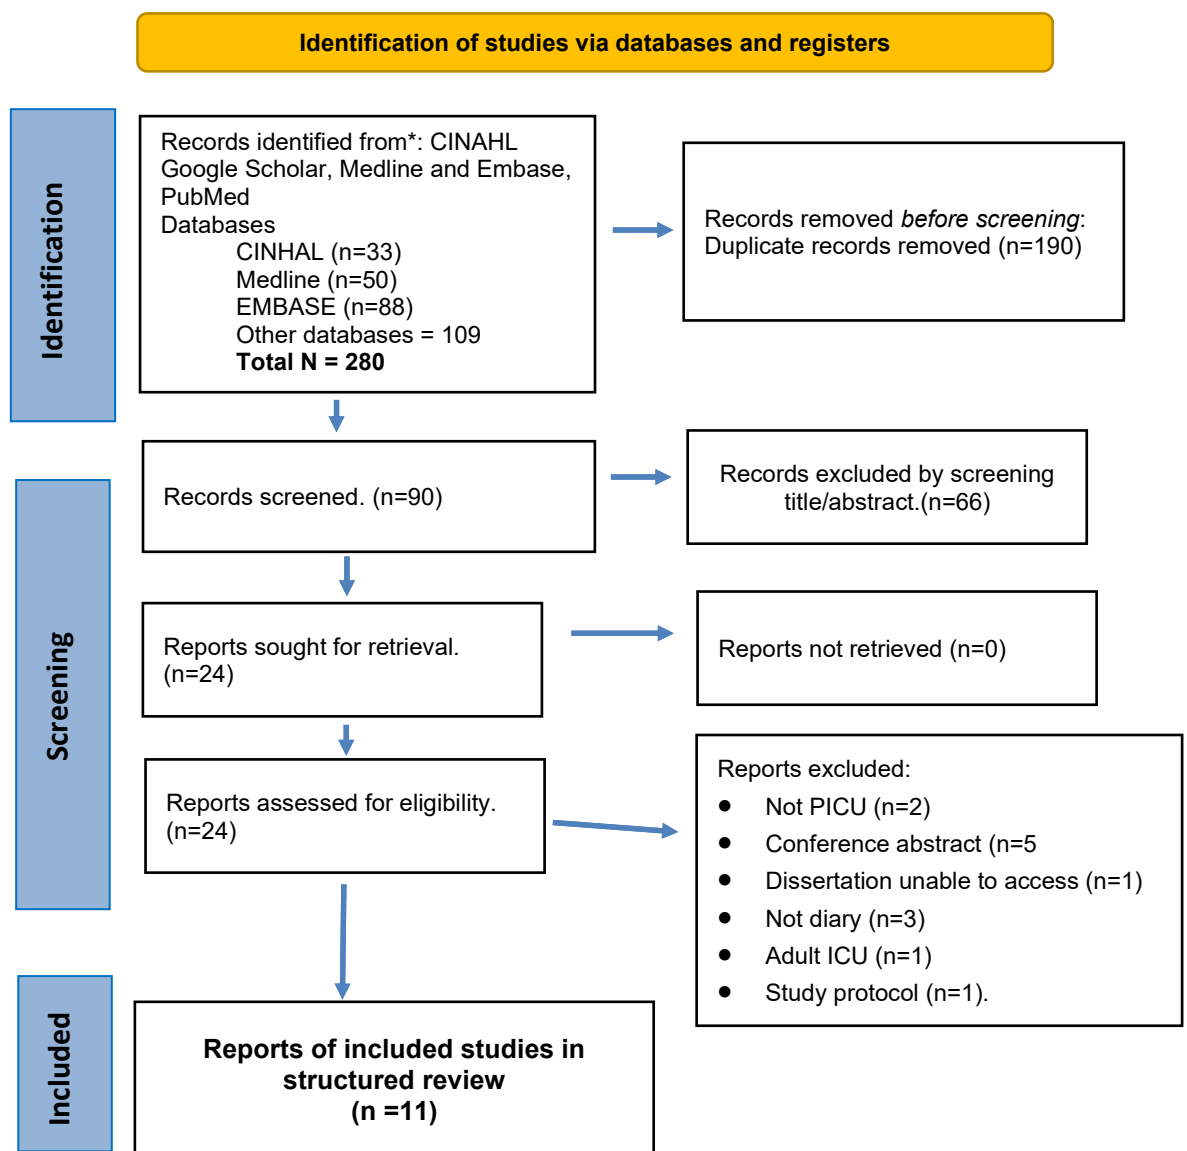 Identification of studies via databases and registers
Identification
Records identified from*: CINAHL
Google Scholar, Medline and Embase,
PubMed
Databases
CINHAL (n=33)
Medline (n=50)
EMBASE (n=88)
Other databases = 109
Total N = 280
Records removed before screening:
Duplicate records removed (n=190)
Screening
Records screened. (n=90)
Records excluded by screening
title/abstract.(n=66)
Reports sought for retrieval.
(n=24)
Reports not retrieved (n=0)
Reports assessed for eligibility.
(n=24)
Reports excluded:
● Not PICU (n=2)
● Conference abstract (n=5
● Dissertation unable to access (n=1)
● Not diary (n=3)
● Adult ICU (n=1)
● Study protocol (n=1).
Included
Reports of included studies in
structured review
(n =11)